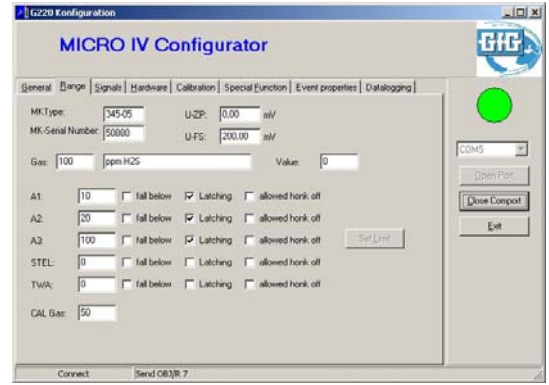 G220 Konfiguration
MICRO IV Configurator
GfG
General Range Signals Hardware Calibration Special Function Event properties Datalogging
MKType: 345-05 U-ZP: 0,00 mV
MK-Serial Number: 50080 U-FS: 200,00 mV
Gas: 100 ppm H2S Value: 0
A1: 10 fall below Latching allowed honk off
A2: 20 fall below Latching allowed honk off
A3: 100 fall below Latching allowed honk off
Set Limit
STEL: 0 fall below Latching allowed honk off
TWA: 0 fall below Latching allowed honk off
CAL Gas: 50
COM5
Open Port
Close Comport
Exit
Connect Send OBJ/R 7